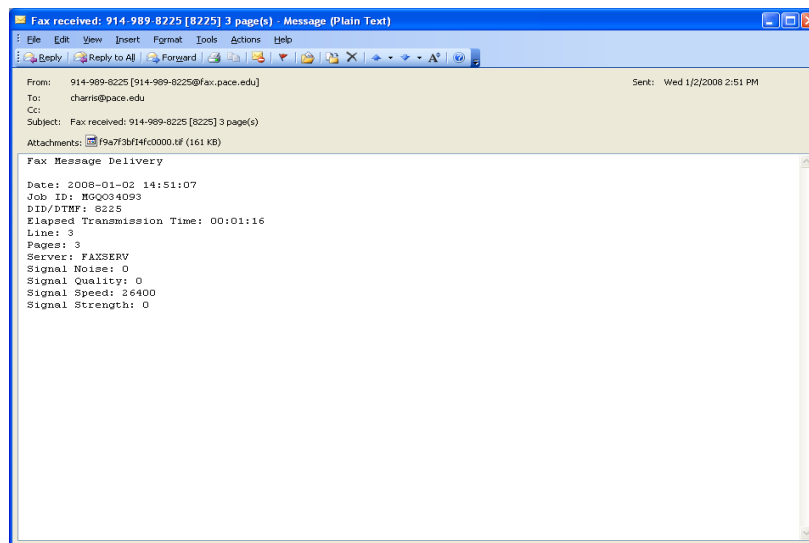 Fax received: 914-989-8225 [8225] 3 page(s) - Message (Plain Text)
File Edit View Insert Format Tools Actions Help
Reply Reply to All Forward
From: 914-989-8225 [914-989-8225@fax.pace.edu] Sent: Wed 1/2/2008 2:51 PM
To: charris@pace.edu
Cc:
Subject: Fax received: 914-989-8225 [8225] 3 page(s)
Attachments: f9a7f3bfI4fc0000.tif (161 KB)
Fax Message Delivery
Date: 2008-01-02 14:51:07
Job ID: MGQO34093
DID/DTMF: 8225
Elapsed Transmission Time: 00:01:16
Line: 3
Pages: 3
Server: FAXSERV
Signal Noise: 0
Signal Quality: 0
Signal Speed: 26400
Signal Strength: 0